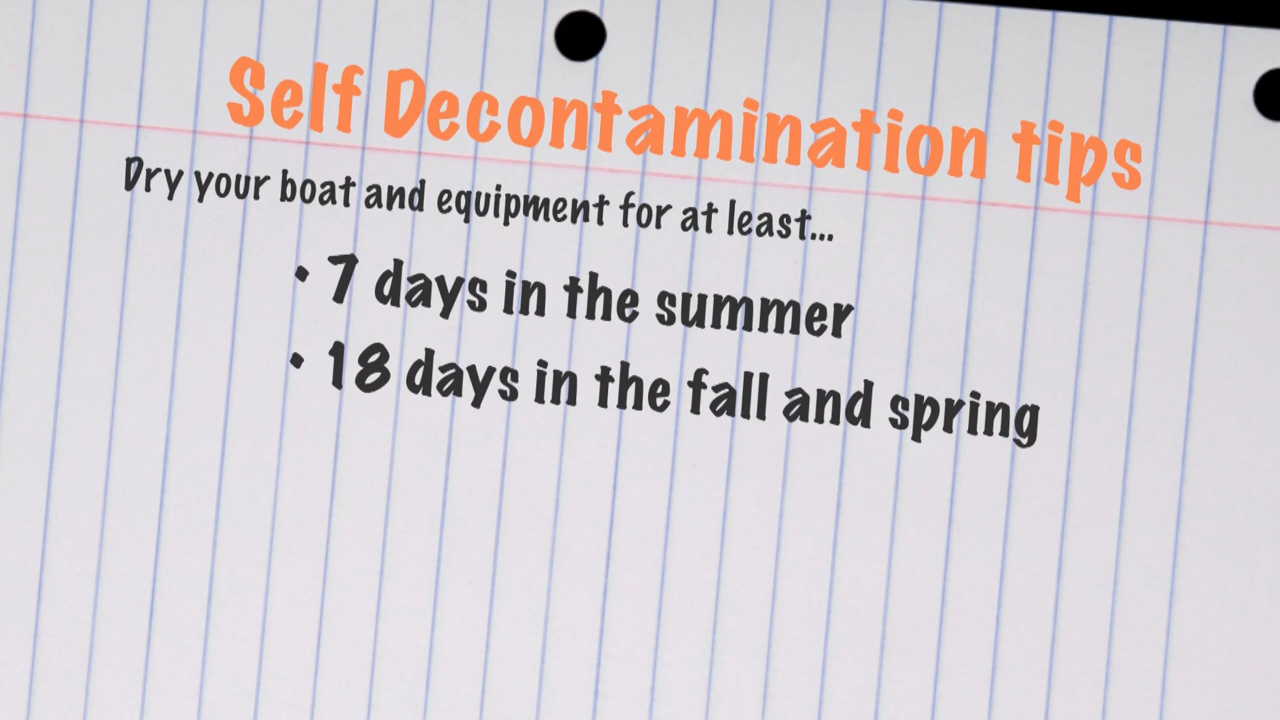 Self Decontamination tips
Dry your boat and equipment for at least...
• 7 days in the summer
• 18 days in the fall and spring